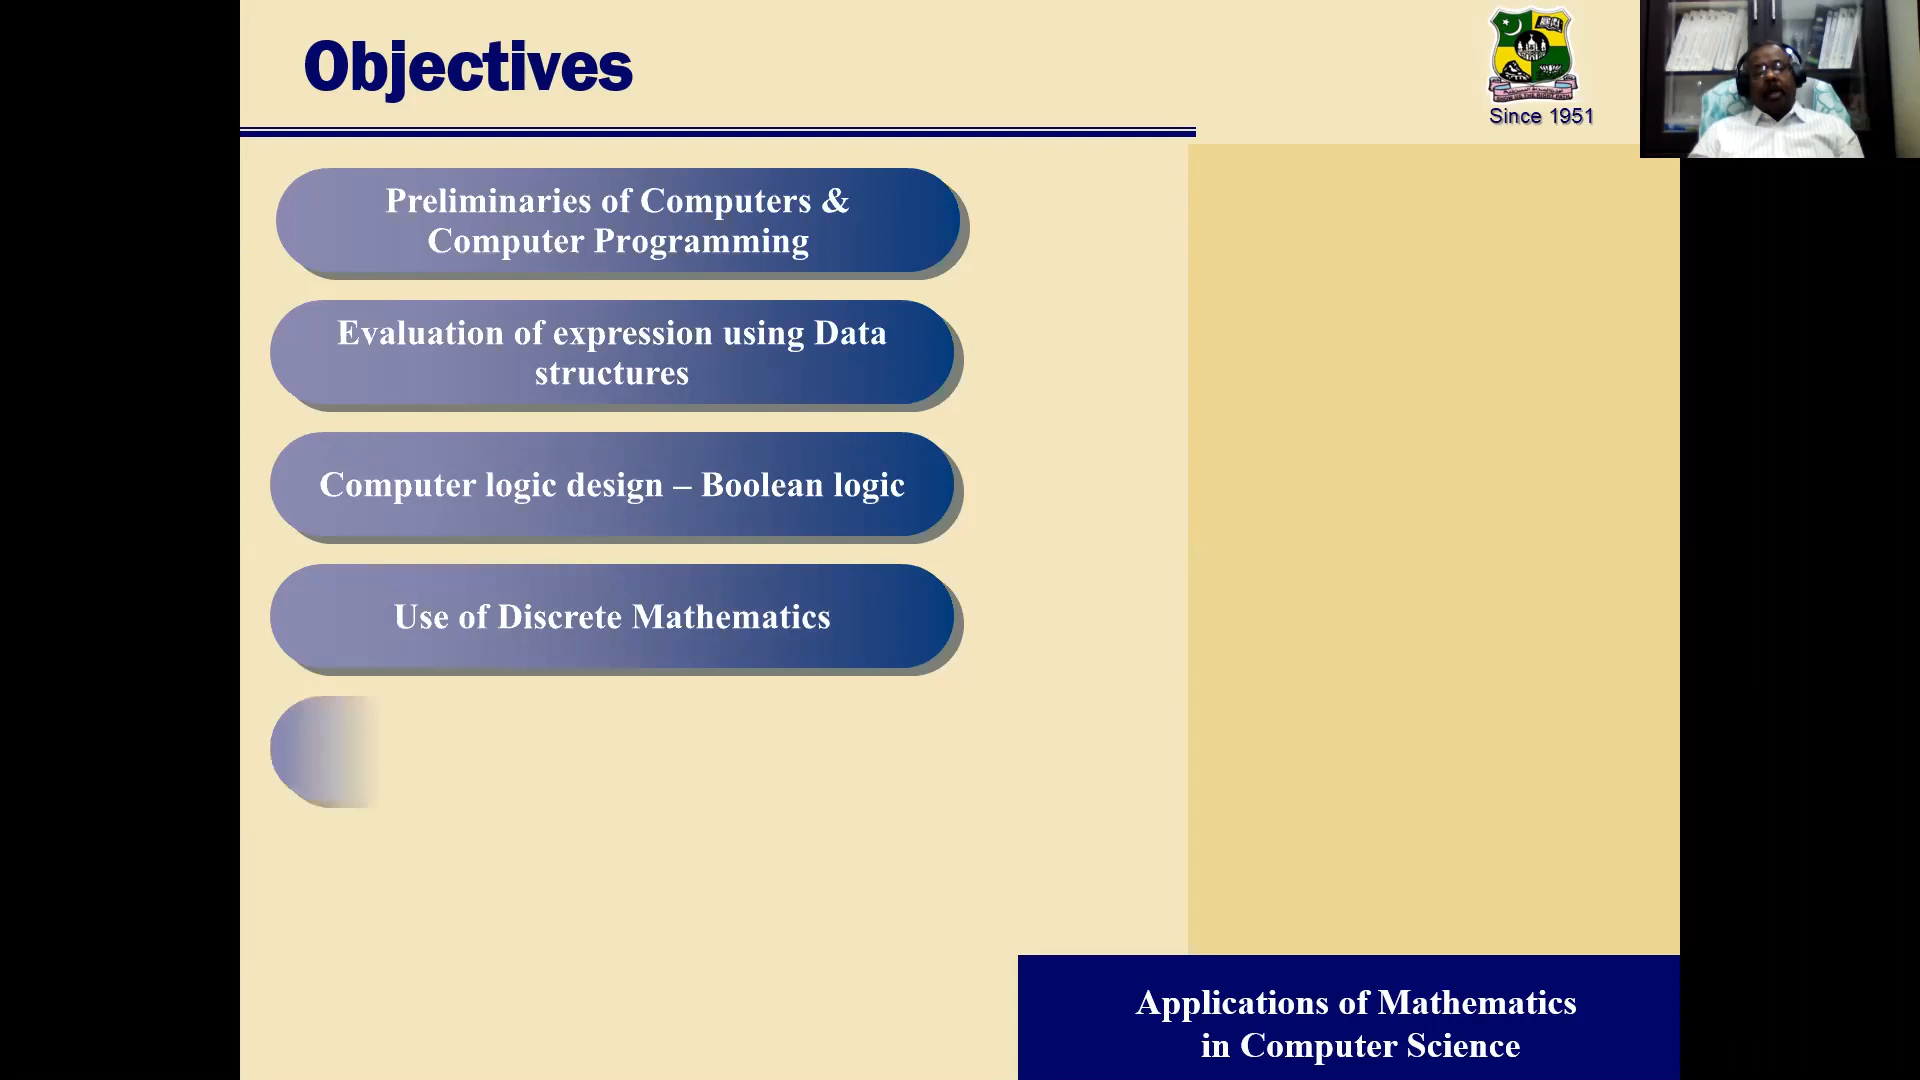 Objectives
Since 1951
Preliminaries of Computers &
Computer Programming
Evaluation of expression using Data
structures
Computer logic design – Boolean logic
Use of Discrete Mathematics
Applications of Mathematics
in Computer Science